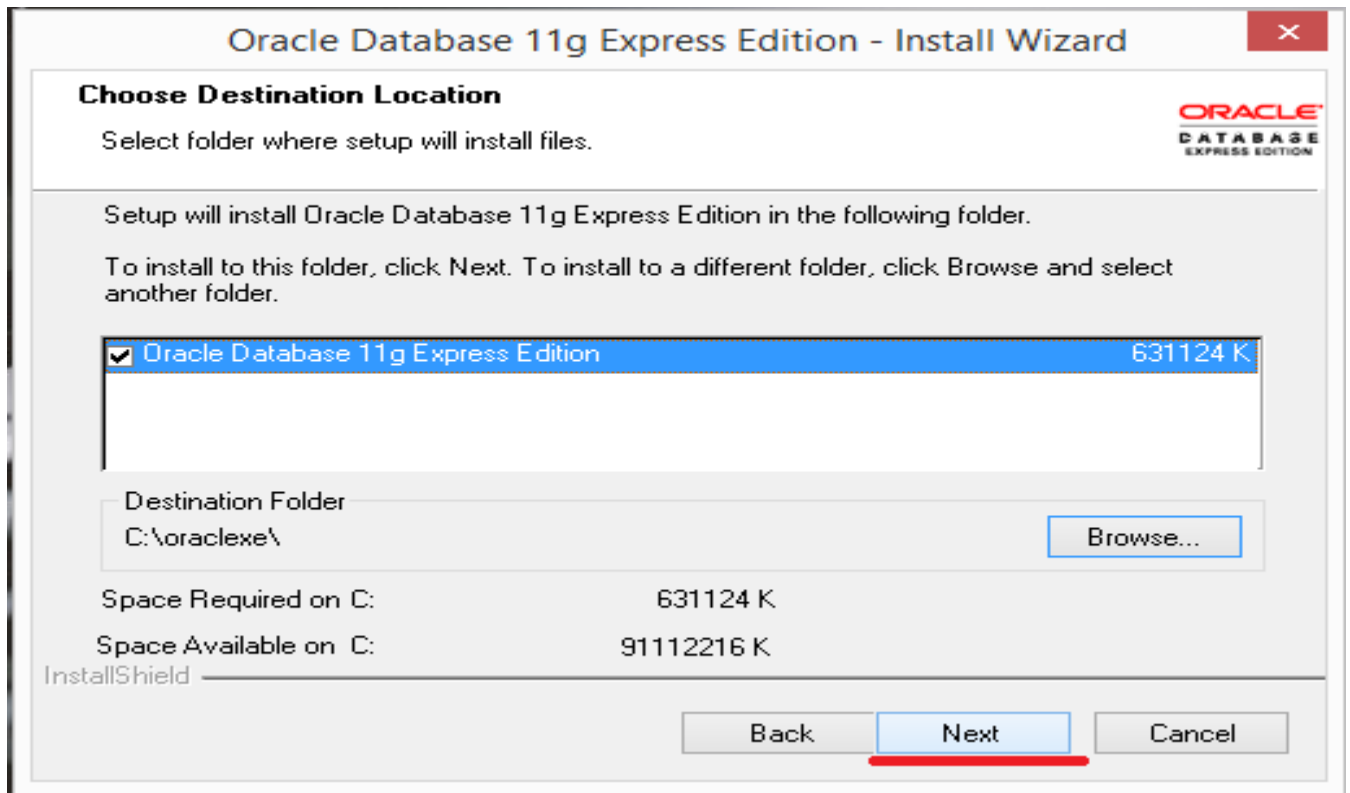 Oracle Database 11g Express Edition - Install Wizard
Choose Destination Location
Select folder where setup will install files.
ORACLE
DATABASE
EXPRESS EDITION
Setup will install Oracle Database 11g Express Edition in the following folder.
To install to this folder, click Next. To install to a different folder, click Browse and select
another folder.
Oracle Database 11g Express Edition 631124 K
Destination Folder
C:\oraclexe\
Browse...
Space Required on C: 631124 K
Space Available on C: 91112216 K
InstallShield
Back Next Cancel